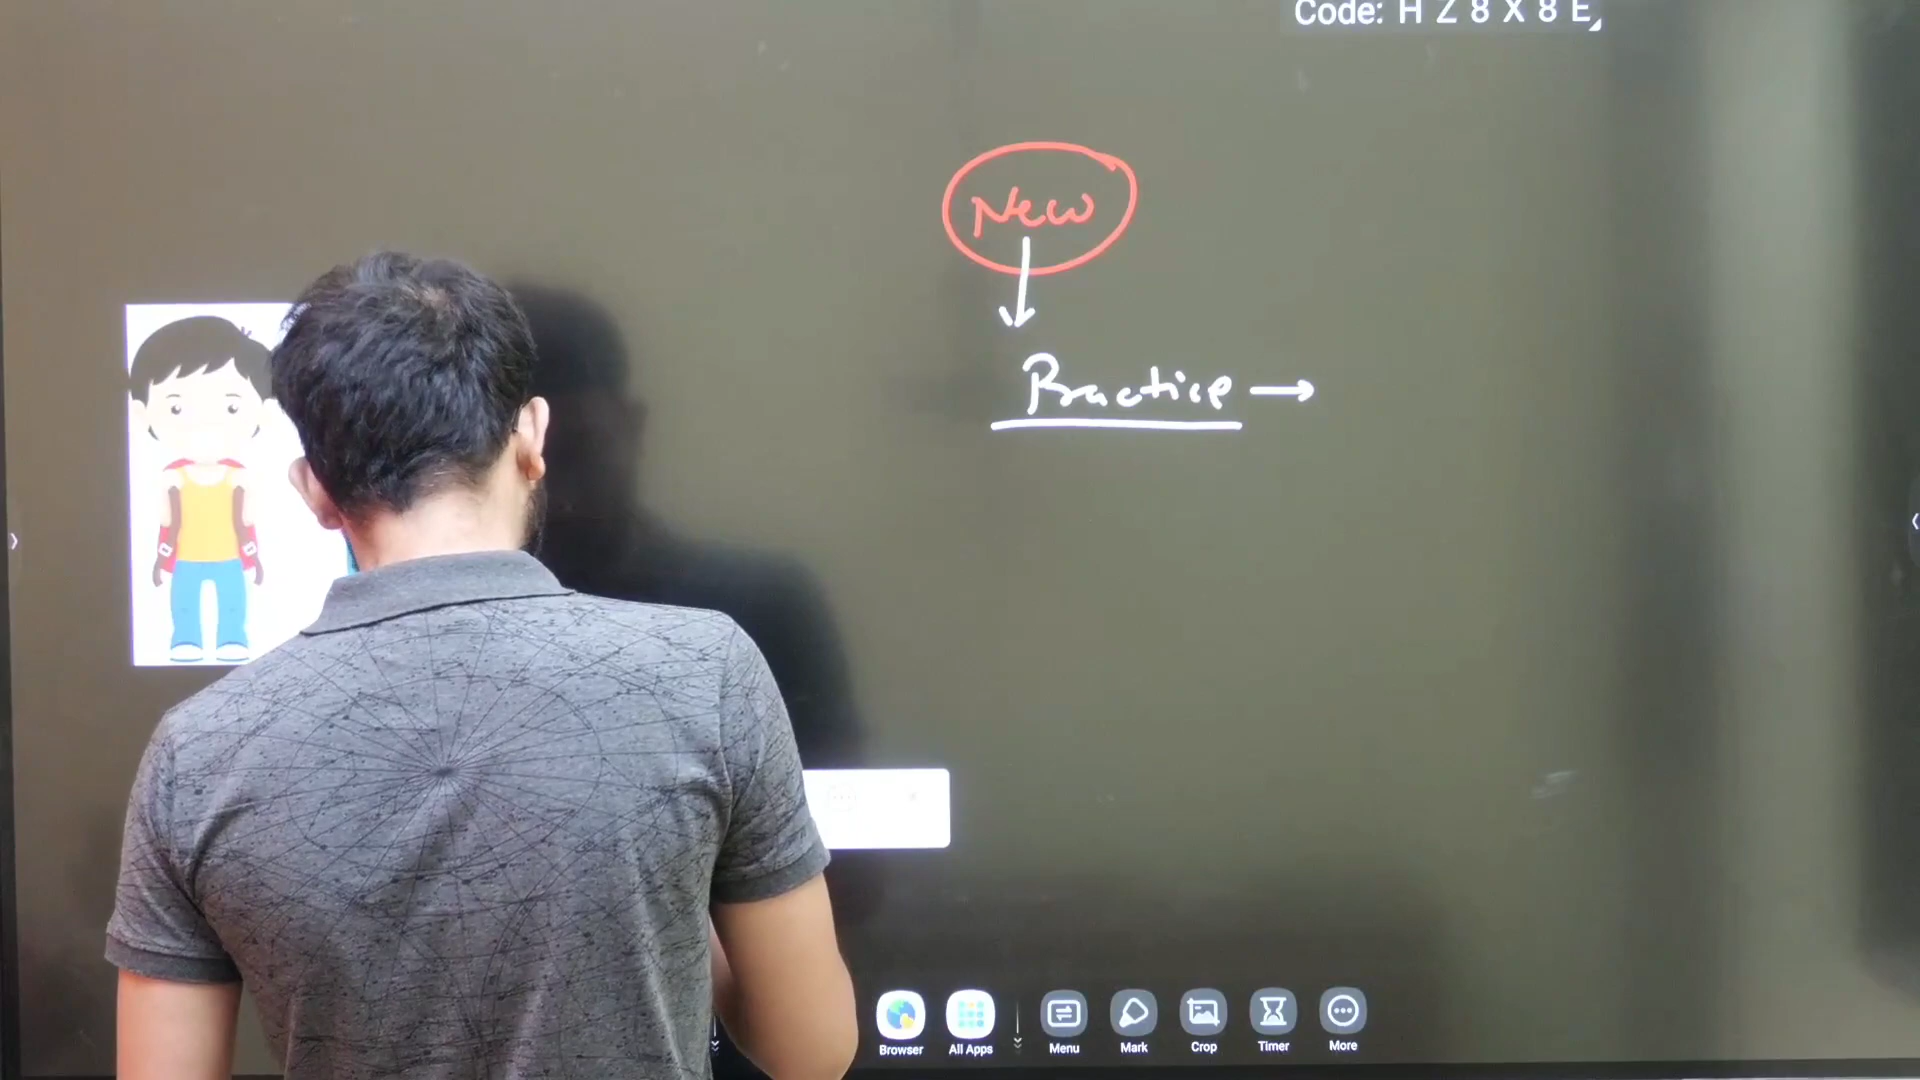 Code: H Z 8 X 8 E
New
Practice →
Browser
All Apps
Menu
Mark
Crop
Timer
More